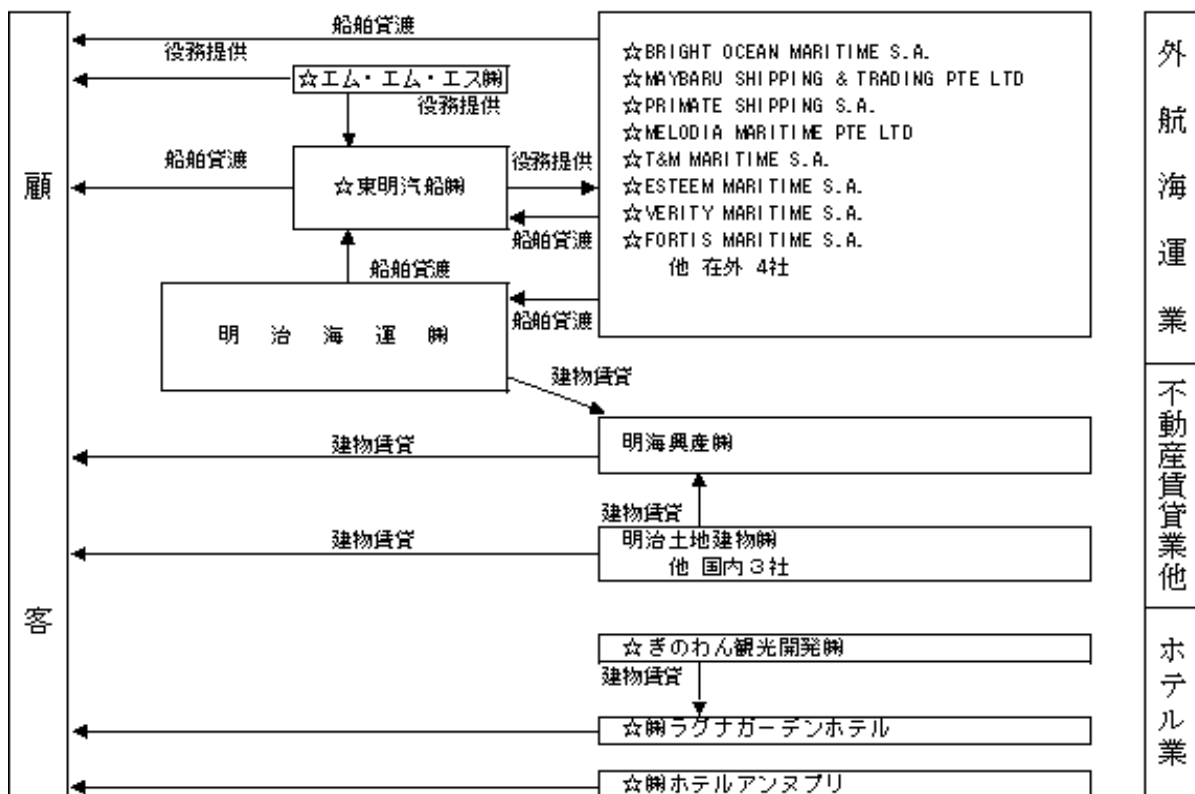 船舶貸渡
役務提供
☆エム・エム・エス㈱
役務提供
☆BRIGHT OCEAN MARITIME S.A.
☆MAYBARU SHIPPING & TRADING PTE LTD
☆PRIMATE SHIPPING S.A.
☆MELODIA MARITIME PTE LTD
☆T&M MARITIME S.A.
☆ESTEEM MARITIME S.A.
☆VERITY MARITIME S.A.
☆FORTIS MARITIME S.A.
他 在外 4社
船舶貸渡
☆東明汽船㈱
役務提供
船舶貸渡
船舶貸渡
明治海運㈱
船舶貸渡
建物賃貸
明海興産㈱
建物賃貸
建物賃貸
明治土地建物㈱
他 国内3社
建物賃貸
☆ぎのわん観光開発㈱
建物賃貸
☆㈱ラグナガーデンホテル
☆㈱ホテルアンヌプリ
顧客
外航海運業
不動産賃貸業他
ホテル業